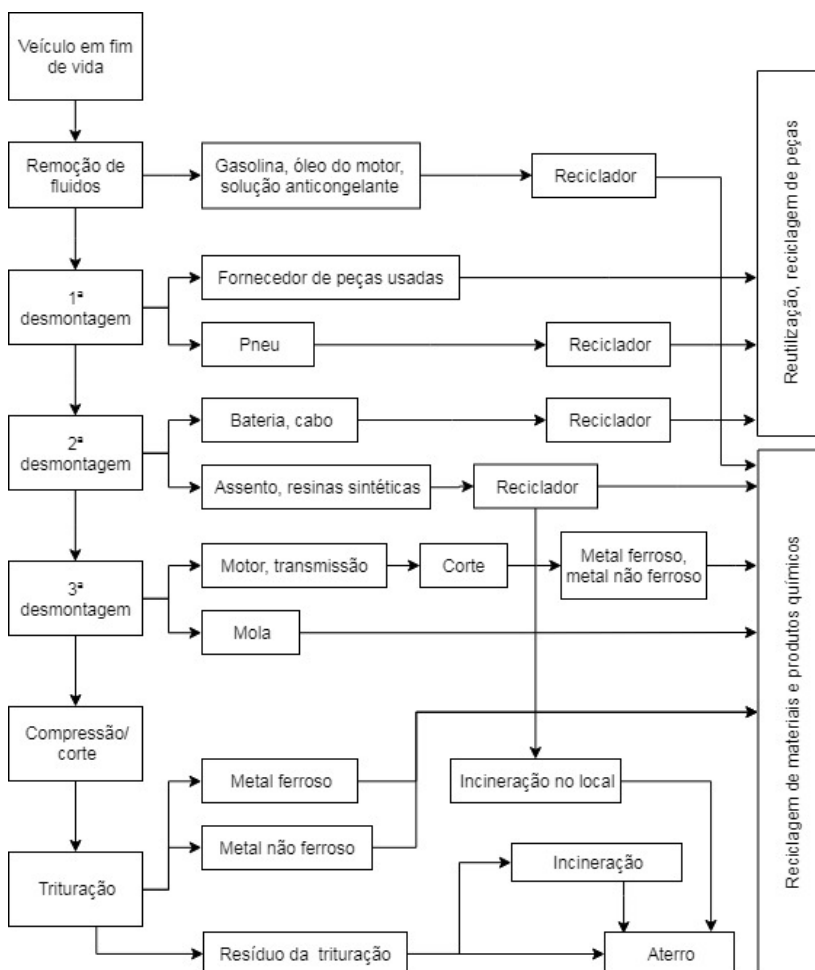 Veículo em fim
de vida
Remoção de
fluidos
Gasolina, óleo do motor,
solução anticongelante
Reciclador
1ª
desmontagem
Fornecedor de peças usadas
Pneu
Reciclador
Reutilização, reciclagem de peças
2ª
desmontagem
Bateria, cabo
Reciclador
Assento, resinas sintéticas
Reciclador
3ª
desmontagem
Motor, transmissão
Corte
Metal ferroso,
metal não ferroso
Mola
Reciclagem de materiais e produtos químicos
Compressão/
corte
Metal ferroso
Incineração no local
Metal não ferroso
Trituração
Incineração
Resíduo da trituração
Aterro